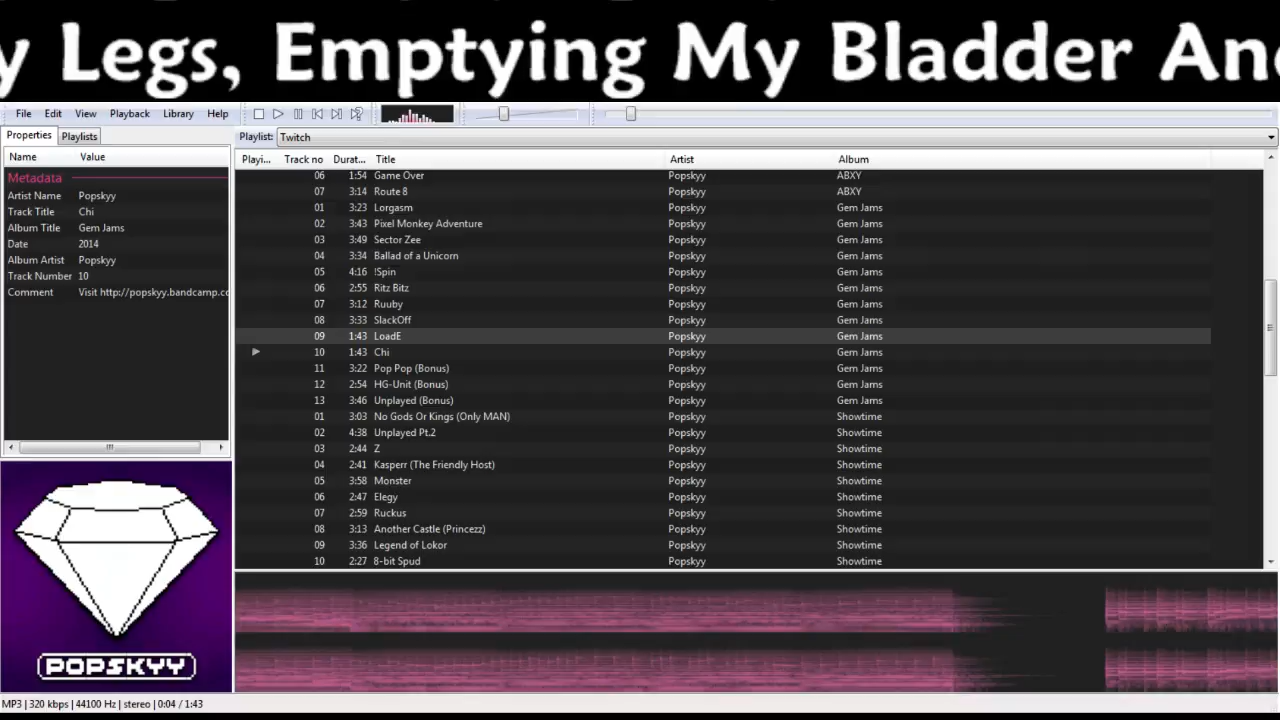 y Legs, Emptying My Bladder And
File Edit View Playback Library Help
Properties Playlists
Playlist: Twitch
Name Value
Metadata
Artist Name Popskyy
Track Title Chi
Album Title Gem Jams
Date 2014
Album Artist Popskyy
Track Number 10
Comment Visit http://popskyy.bandcamp.co
Playi... Track no Durat... Title Artist Album
06 1:54 Game Over Popskyy ABXY
07 3:14 Route 8 Popskyy ABXY
01 3:23 Lorgasm Popskyy Gem Jams
02 3:43 Pixel Monkey Adventure Popskyy Gem Jams
03 3:49 Sector Zee Popskyy Gem Jams
04 3:34 Ballad of a Unicorn Popskyy Gem Jams
05 4:16 !Spin Popskyy Gem Jams
06 2:55 Ritz Bitz Popskyy Gem Jams
07 3:12 Ruuby Popskyy Gem Jams
08 3:33 SlackOff Popskyy Gem Jams
09 1:43 LoadE Popskyy Gem Jams
10 1:43 Chi Popskyy Gem Jams
11 3:22 Pop Pop (Bonus) Popskyy Gem Jams
12 2:54 HG-Unit (Bonus) Popskyy Gem Jams
13 3:46 Unplayed (Bonus) Popskyy Gem Jams
01 3:03 No Gods Or Kings (Only MAN) Popskyy Showtime
02 4:38 Unplayed Pt.2 Popskyy Showtime
03 2:44 Z Popskyy Showtime
04 2:41 Kasperr (The Friendly Host) Popskyy Showtime
05 3:58 Monster Popskyy Showtime
06 2:47 Elegy Popskyy Showtime
07 2:59 Ruckus Popskyy Showtime
08 3:13 Another Castle (Princezz) Popskyy Showtime
09 3:36 Legend of Lokor Popskyy Showtime
10 2:27 8-bit Spud Popskyy Showtime
POPSKYY
MP3 | 320 kbps | 44100 Hz | stereo | 0:04 / 1:43